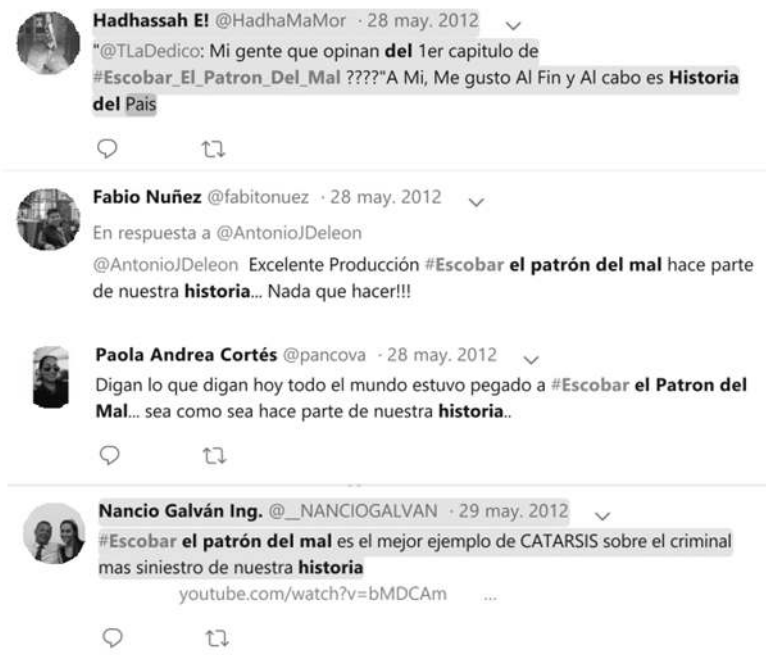 Hadhassah E! @HadhaMaMor · 28 may. 2012
"@TLaDedico: Mi gente que opinan del 1er capitulo de
#Escobar_El_Patron_Del_Mal ????"A Mi, Me gusto Al Fin y Al cabo es Historia
del Pais
Fabio Nuñez @fabitonuez · 28 may. 2012
En respuesta a @AntonioJDeleon
@AntonioJDeleon Excelente Producción #Escobar el patrón del mal hace parte
de nuestra historia... Nada que hacer!!!
Paola Andrea Cortés @pancova · 28 may. 2012
Digan lo que digan hoy todo el mundo estuvo pegado a #Escobar el Patron del
Mal... sea como sea hace parte de nuestra historia..
Nancio Galván Ing. @__NANCIOGALVAN · 29 may. 2012
#Escobar el patrón del mal es el mejor ejemplo de CATARSIS sobre el criminal
mas siniestro de nuestra historia
youtube.com/watch?v=bMDCAm ...